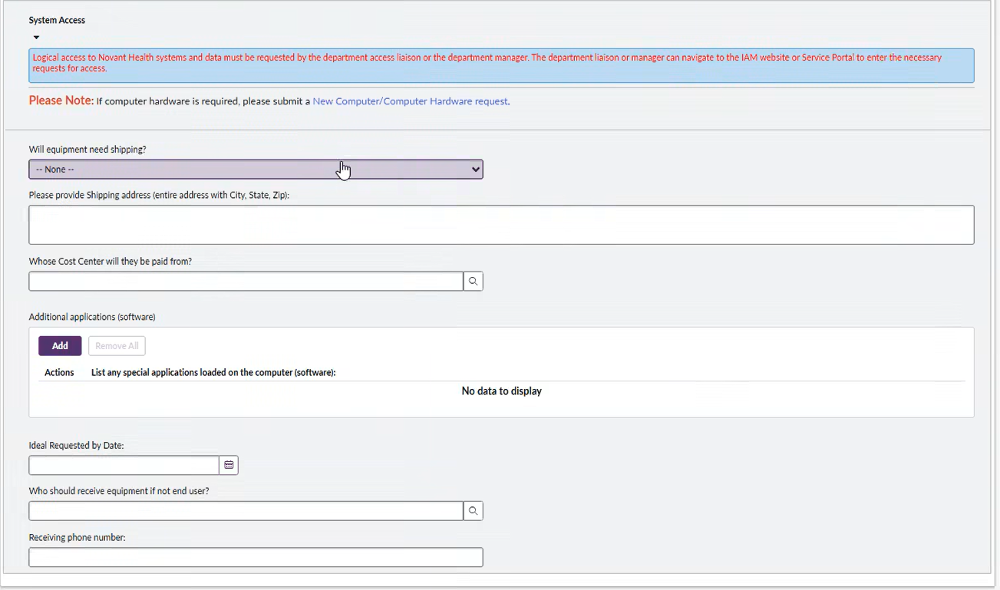 System Access
Logical access to Novant Health systems and data must be requested by the department access liaison or the department manager. The department liaison or manager can navigate to the IAM website or Service Portal to enter the necessary
requests for access.
Please Note: If computer hardware is required, please submit a New Computer/Computer Hardware request.
Will equipment need shipping?
-- None --
Please provide Shipping address (entire address with City, State, Zip):
Whose Cost Center will they be paid from?
Additional applications (software)
Add Remove All
Actions List any special applications loaded on the computer (software):
No data to display
Ideal Requested by Date:
Who should receive equipment if not end user?
Receiving phone number: